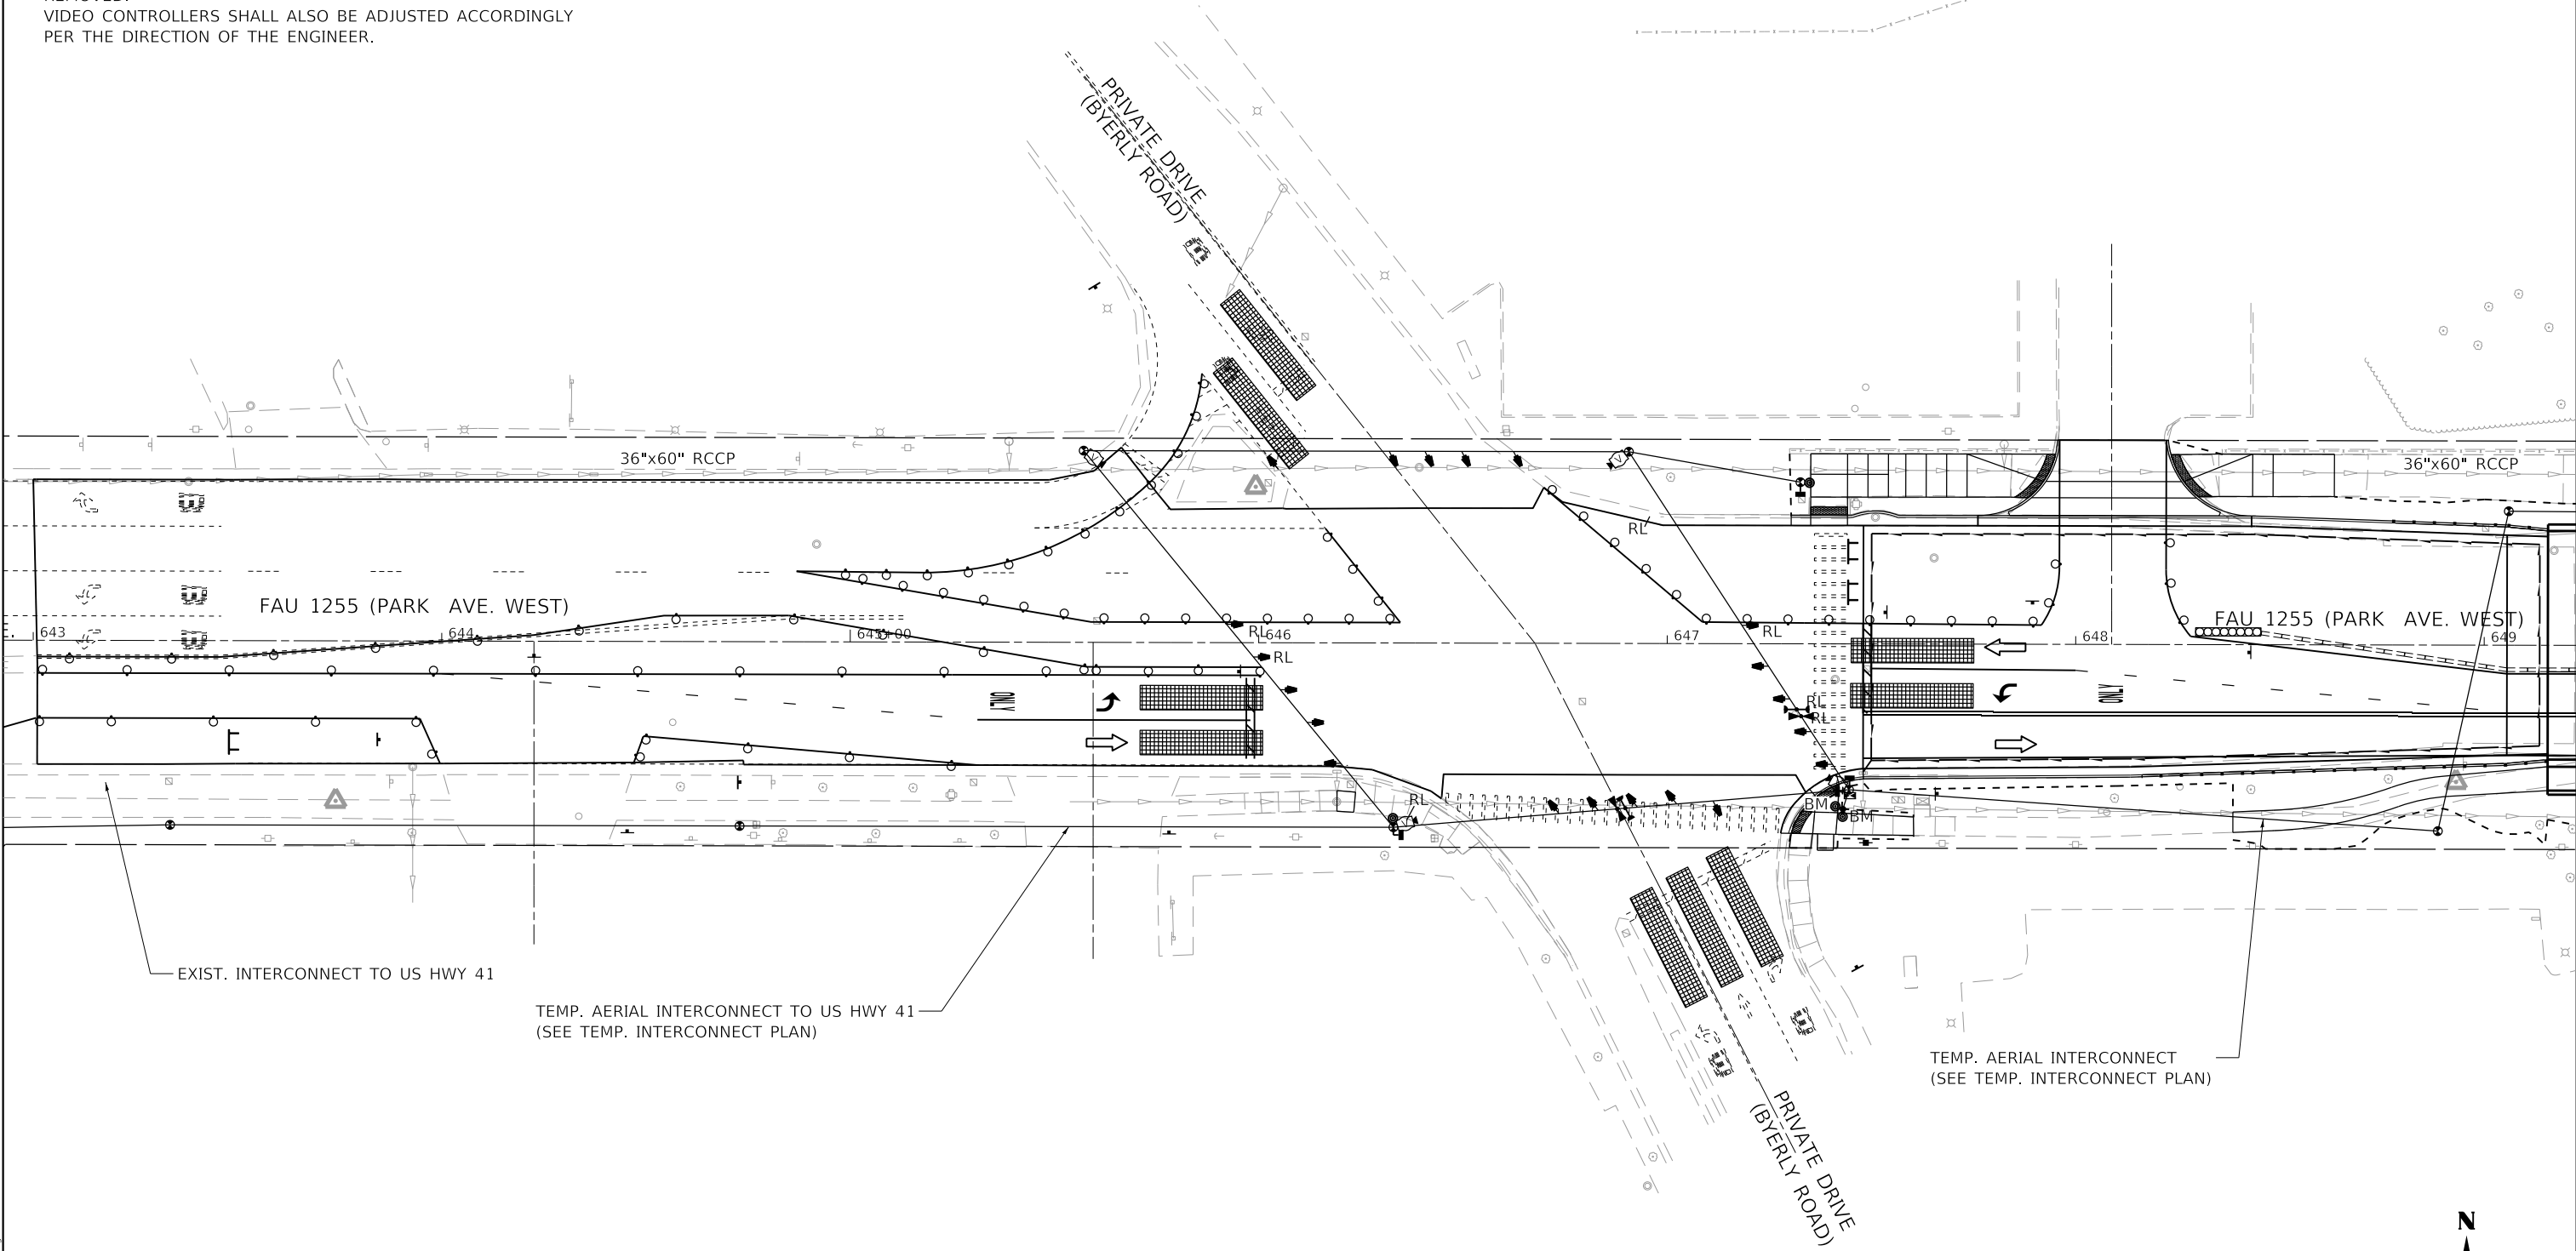 VIDEO CONTROLLERS SHALL ALSO BE ADJUSTED ACCORDINGLY
PER THE DIRECTION OF THE ENGINEER.
PRIVATE DRIVE
(BYERLY ROAD)
36"x60" RCCP
36"x60" RCCP
RL
FAU 1255 (PARK AVE. WEST)
FAU 1255 (PARK AVE. WEST)
643
644
645+00
646
647
648
649
RL
RL
RL
ONLY
ONLY
RL
RL
RL
BM
BM
EXIST. INTERCONNECT TO US HWY 41
TEMP. AERIAL INTERCONNECT TO US HWY 41
(SEE TEMP. INTERCONNECT PLAN)
TEMP. AERIAL INTERCONNECT
(SEE TEMP. INTERCONNECT PLAN)
PRIVATE DRIVE
(BYERLY ROAD)
N